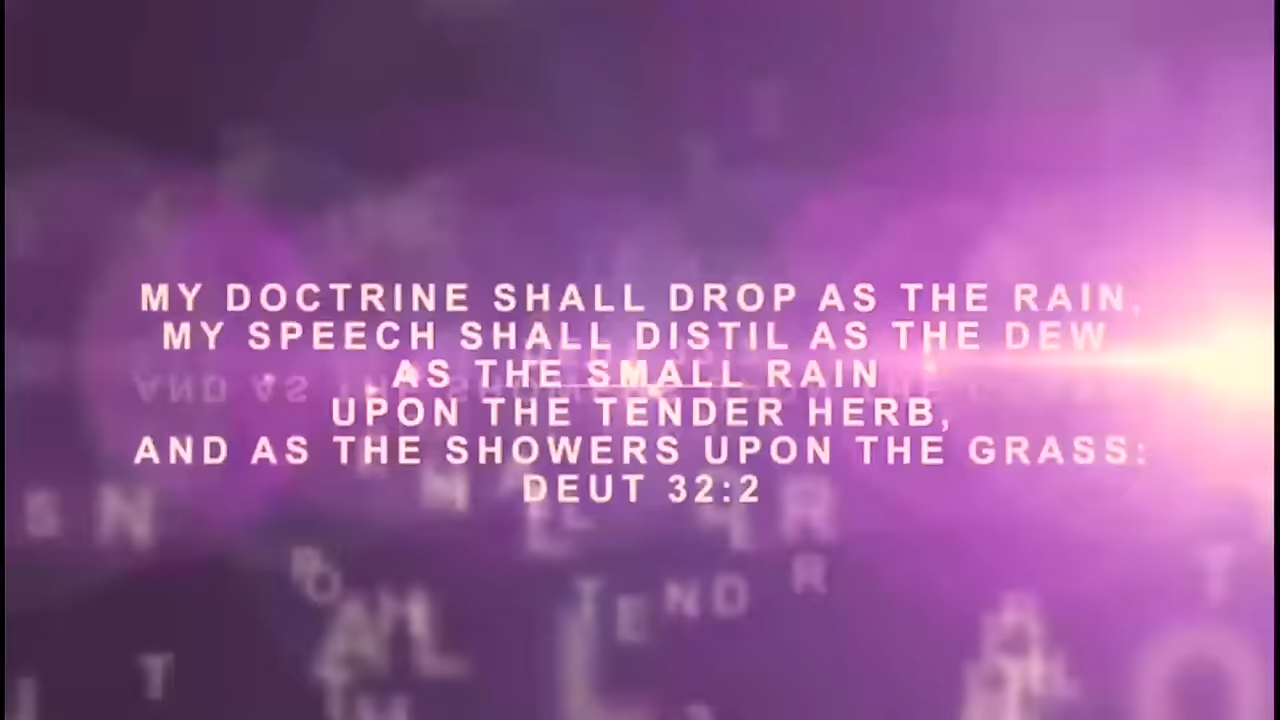 MY DOCTRINE SHALL DROP AS THE RAIN,
MY SPEECH SHALL DISTIL AS THE DEW
AS THE SMALL RAIN
UPON THE TENDER HERB,
AND AS THE SHOWERS UPON THE GRASS:
DEUT 32:2